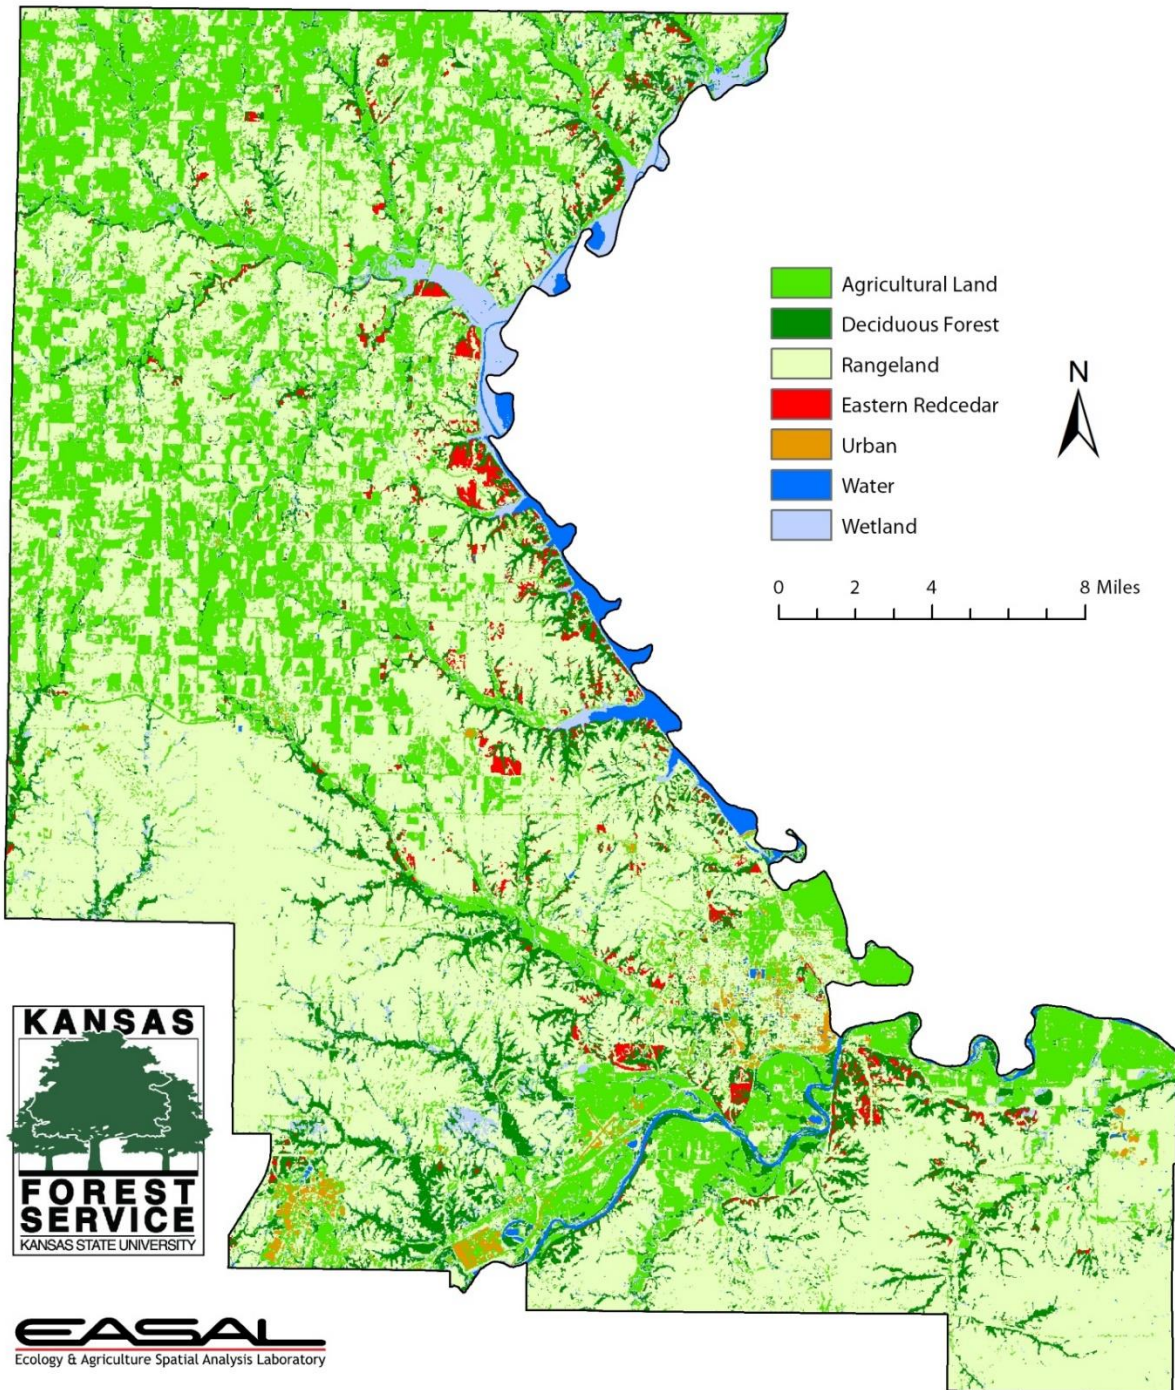 Agricultural Land
Deciduous Forest
Rangeland
Eastern Redcedar
Urban
Water
Wetland
N
0 2 4 8 Miles
KANSAS
FOREST
SERVICE
KANSAS STATE UNIVERSITY
EASAL
Ecology & Agriculture Spatial Analysis Laboratory